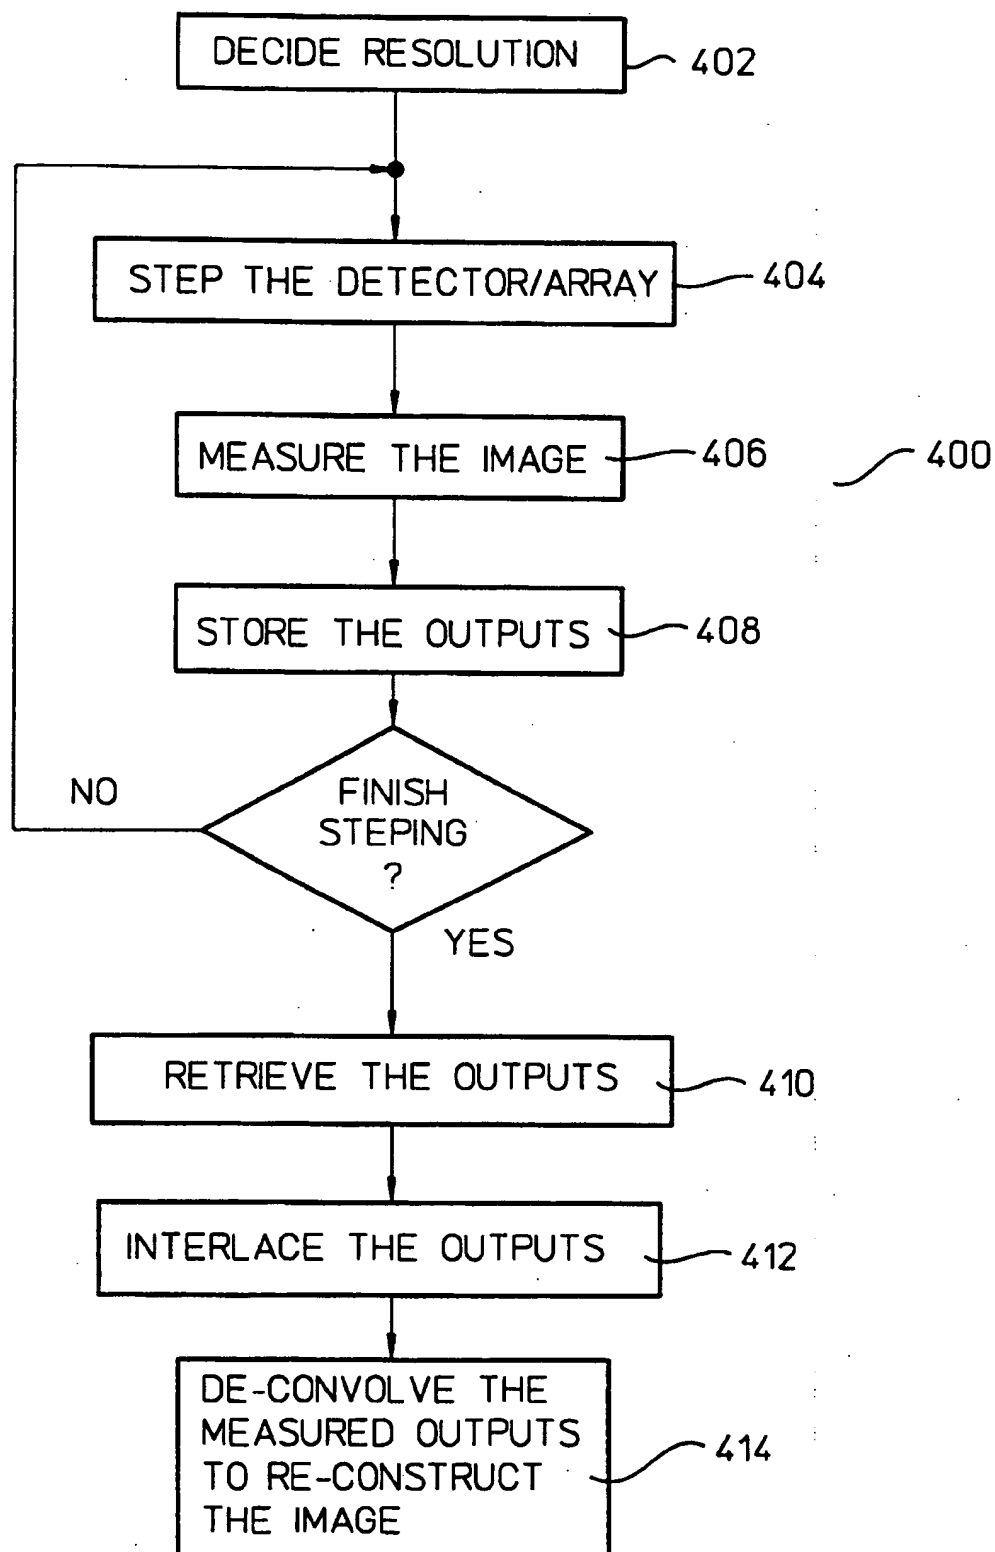 DECIDE RESOLUTION
402
STEP THE DETECTOR/ARRAY
404
MEASURE THE IMAGE
406
400
STORE THE OUTPUTS
408
NO
FINISH
STEPING
?
YES
RETRIEVE THE OUTPUTS
410
INTERLACE THE OUTPUTS
412
DE-CONVOLVE THE
MEASURED OUTPUTS
TO RE-CONSTRUCT
THE IMAGE
414